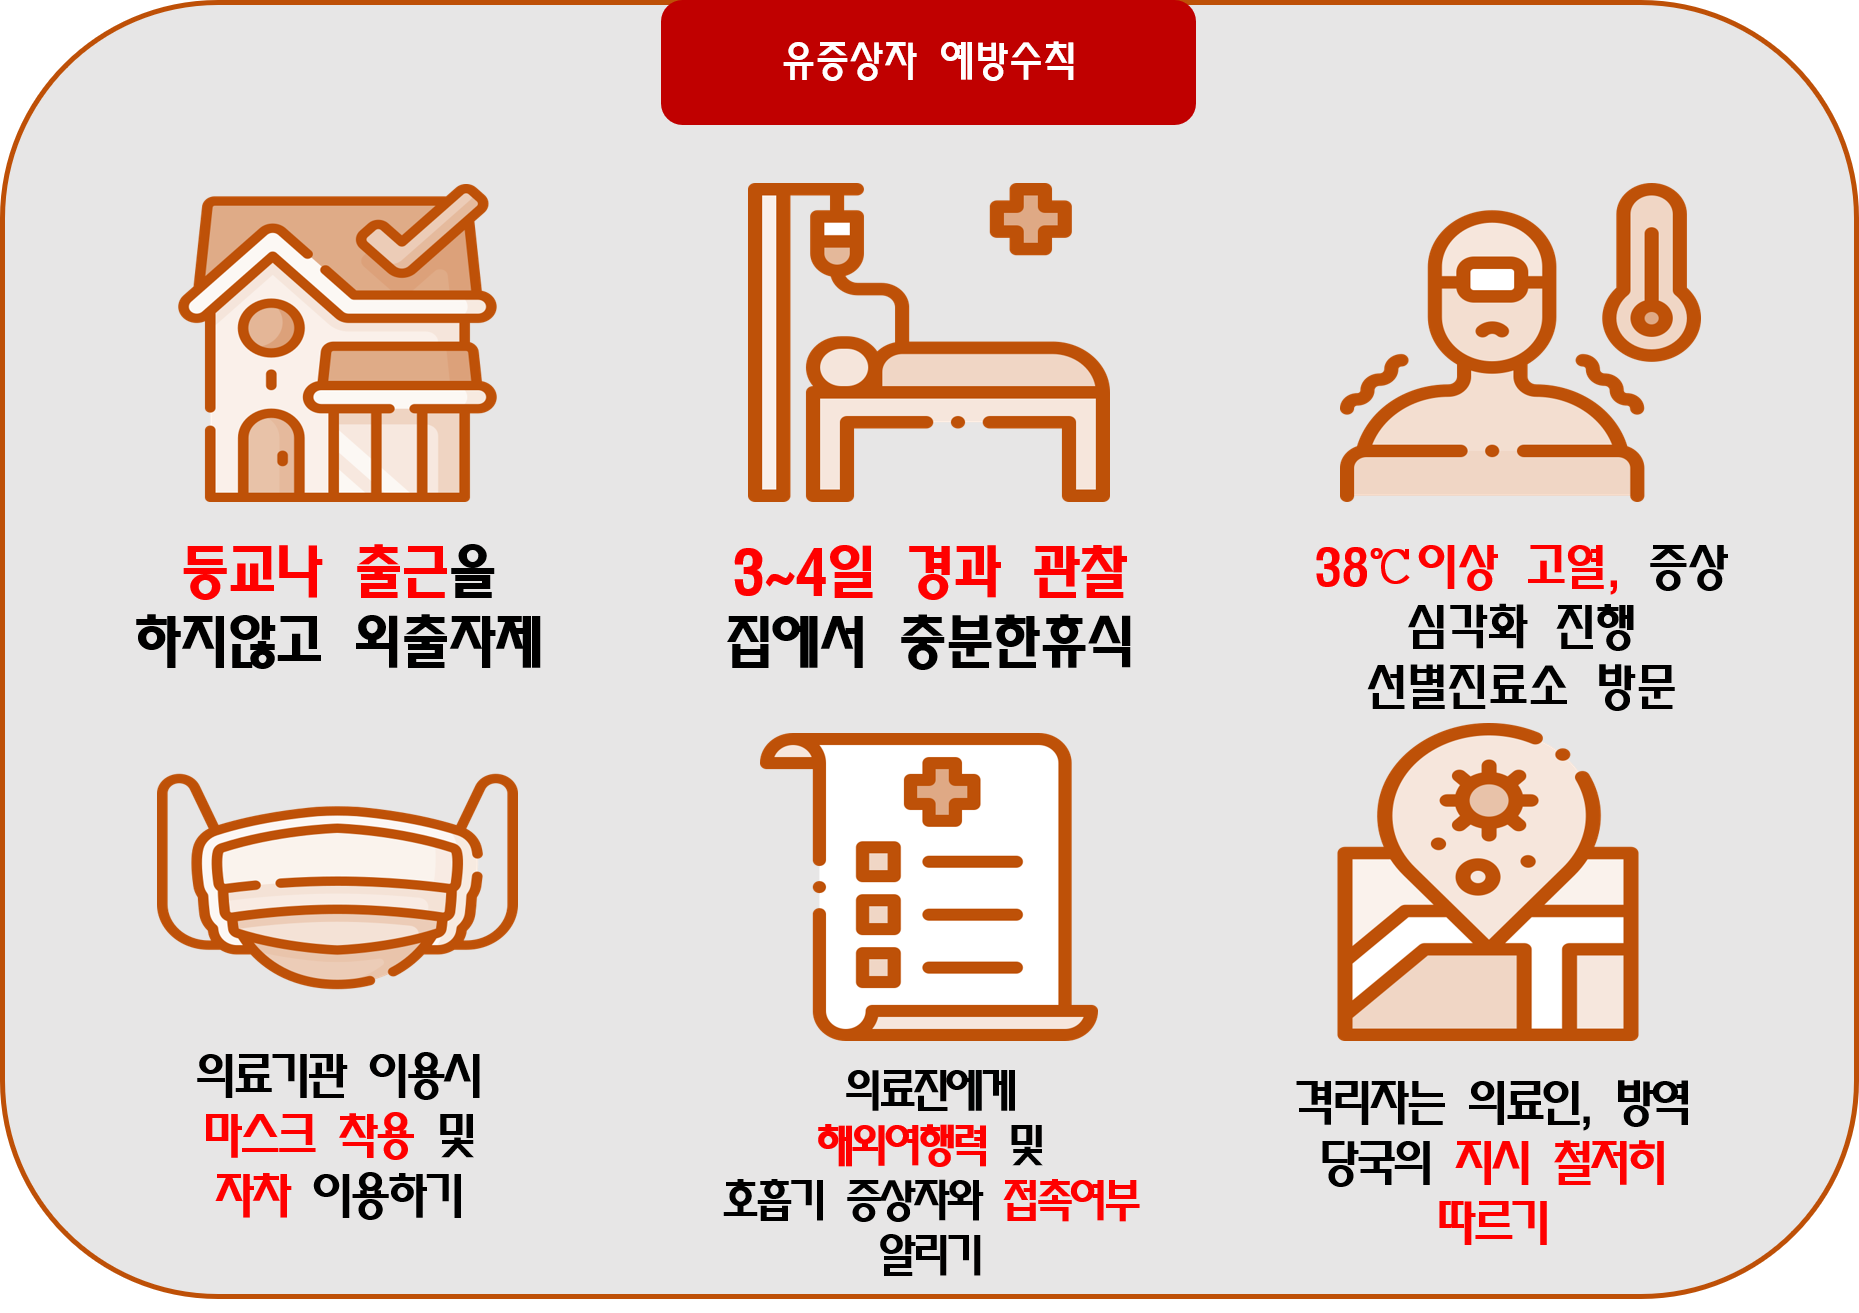 유증상자 예방수칙
등교나 출근을
하지않고 외출자제
3~4일 경과 관찰
집에서 충분한휴식
38℃이상 고열, 증상
심각화 진행
선별진료소 방문
의료기관 이용시
마스크 착용 및
자차 이용하기
의료진에게
해외여행력 및
호흡기 증상자와 접촉여부
알리기
격리자는 의료인, 방역
당국의 지시 철저히
따르기